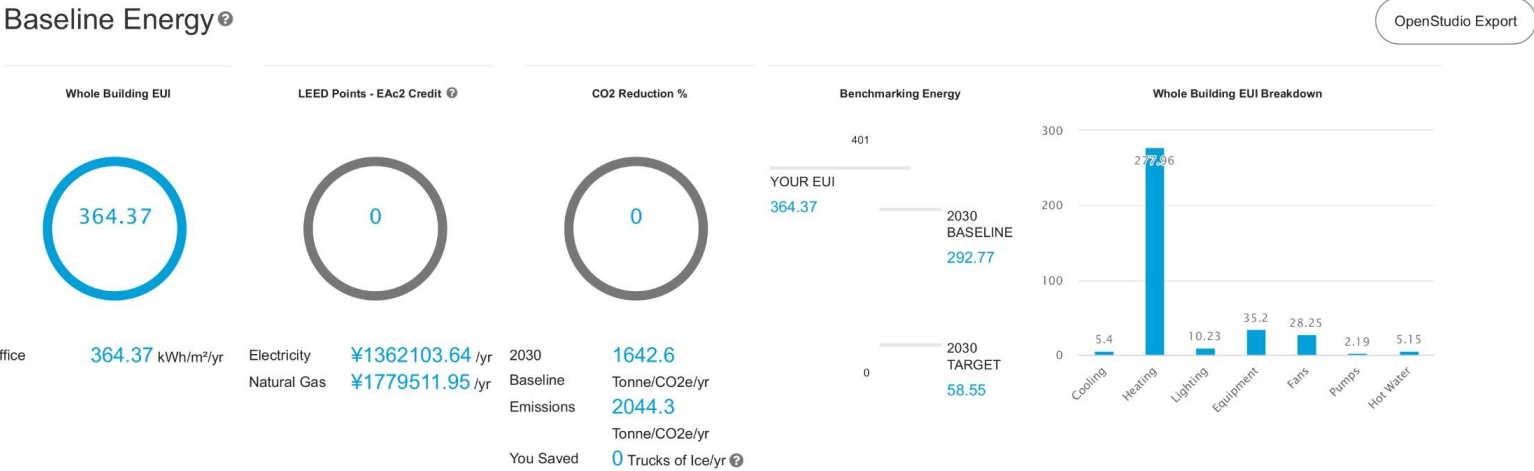 Baseline Energy
OpenStudio Export
Whole Building EUI
364.37
ffice 364.37 kWh/m²/yr
LEED Points - EAc2 Credit
0
Electricity ¥1362103.64 /yr
Natural Gas ¥1779511.95 /yr
CO2 Reduction %
0
2030 1642.6
Baseline Tonne/CO2e/yr
Emissions 2044.3
Tonne/CO2e/yr
You Saved 0 Trucks of Ice/yr
Benchmarking Energy
401
YOUR EUI
364.37
2030
BASELINE
292.77
2030
TARGET
58.55
0
Whole Building EUI Breakdown
300
200
100
0
5.4
277.96
10.23
35.2
28.25
2.19
5.15
Cooling
Heating
Lighting
Equipment
Fans
Pumps
Hot Water